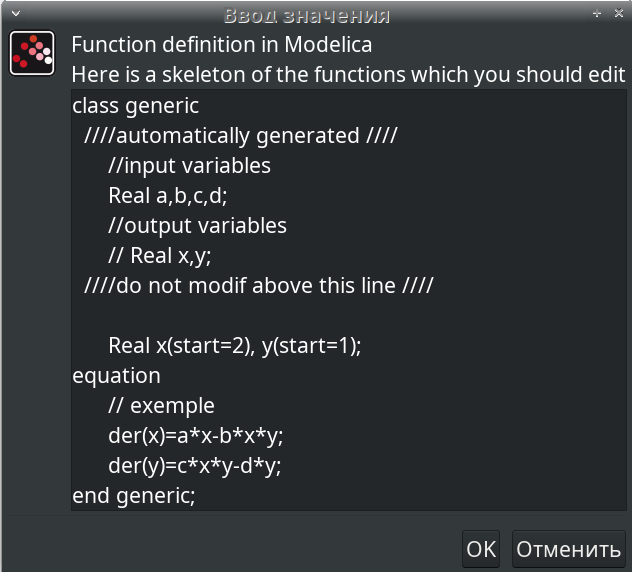 Ввод значения
Function definition in Modelica
Here is a skeleton of the functions which you should edit
class generic
////automatically generated ////
//input variables
Real a,b,c,d;
//output variables
// Real x,y;
////do not modif above this line ////
Real x(start=2), y(start=1);
equation
// exemple
der(x)=a*x-b*x*y;
der(y)=c*x*y-d*y;
end generic;
OK Отменить